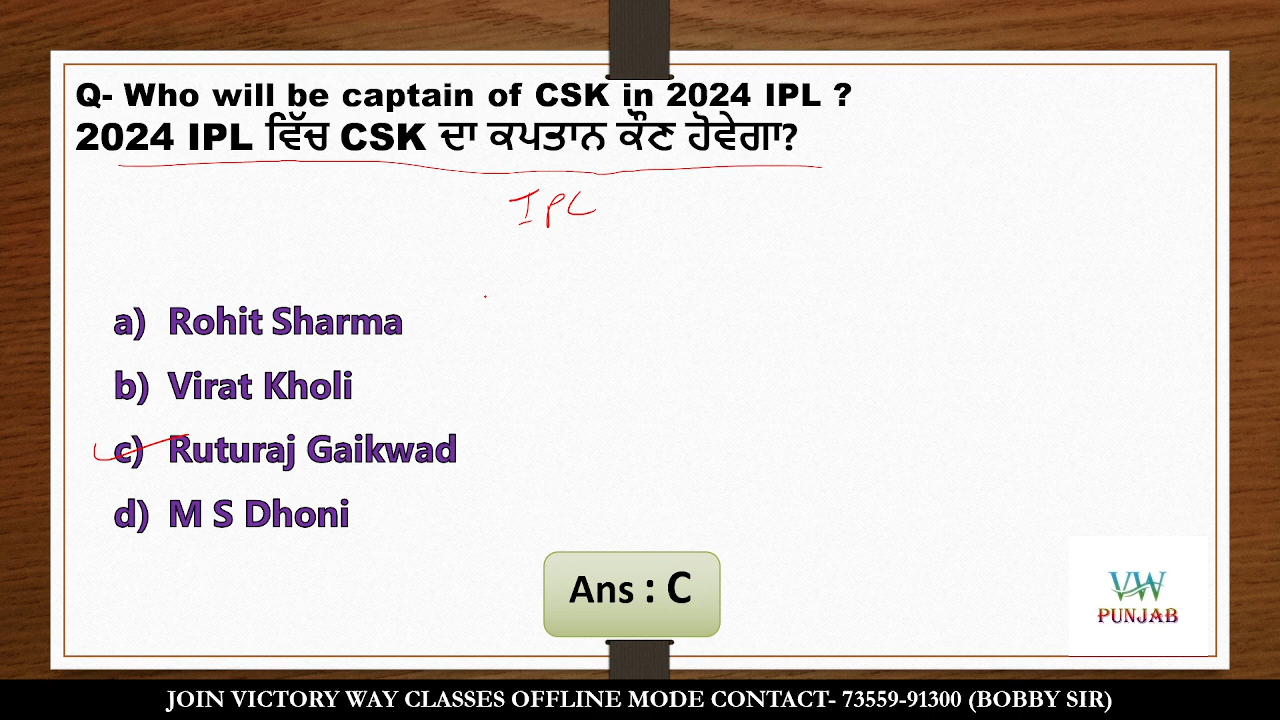 Q- Who will be captain of CSK in 2024 IPL ?
2024 IPL ਵਿੱਚ CSK ਦਾ ਕਪਤਾਨ ਕੌਣ ਹੋਵੇਗਾ?
IPL
a) Rohit Sharma
b) Virat Kholi
c) Ruturaj Gaikwad
d) M S Dhoni
Ans : C
VW
PUNJAB
JOIN VICTORY WAY CLASSES OFFLINE MODE CONTACT- 73559-91300 (BOBBY SIR)